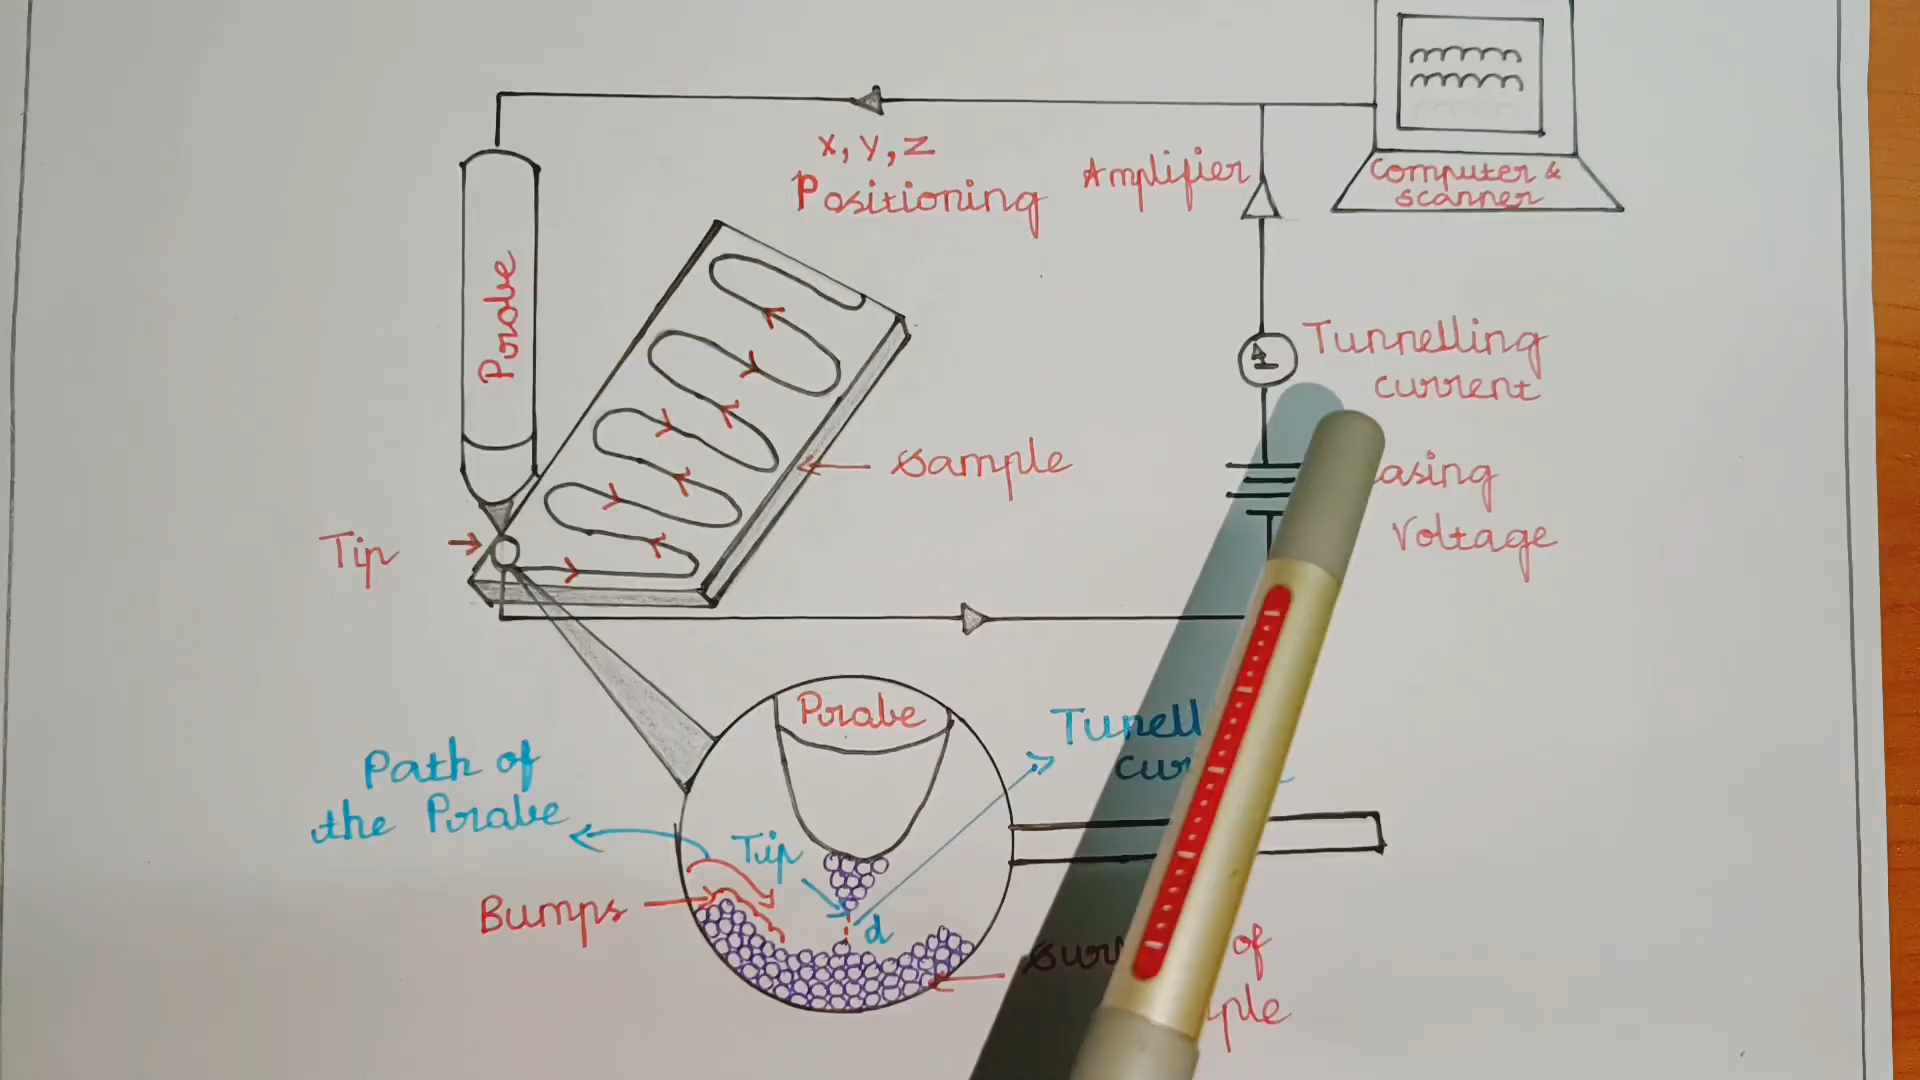 x, y, z
Positioning
Amplifier
Computer &
scanner
Probe
Tunnelling
current
sample
asing
Voltage
Tip
Probe
Path of
the Probe
Tip
d
Bumps
of